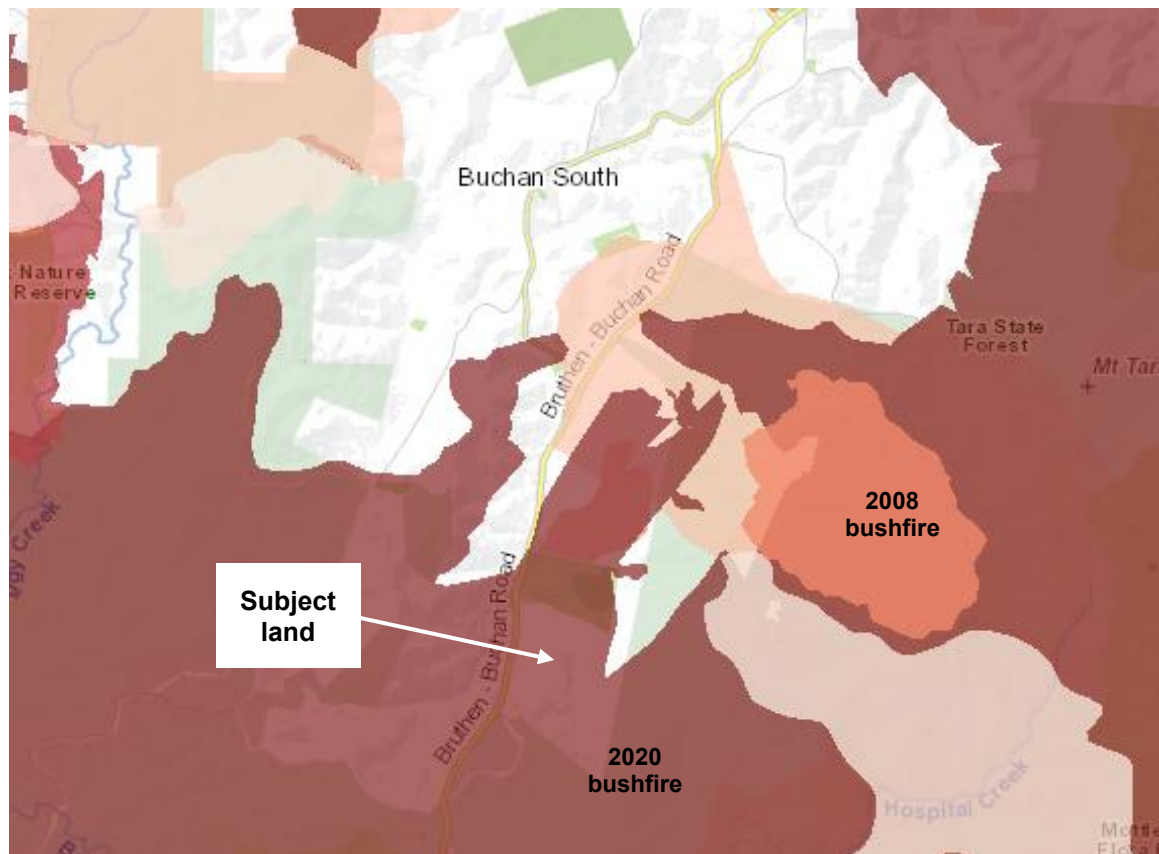 Buchan South
Nature
Reserve
Bruthen - Buchan Road
Tara State
Forest
Mt
2008
bushfire
Creek
Subject
land
Bruthen - Buchan Road
2020
bushfire
Hospital Creek